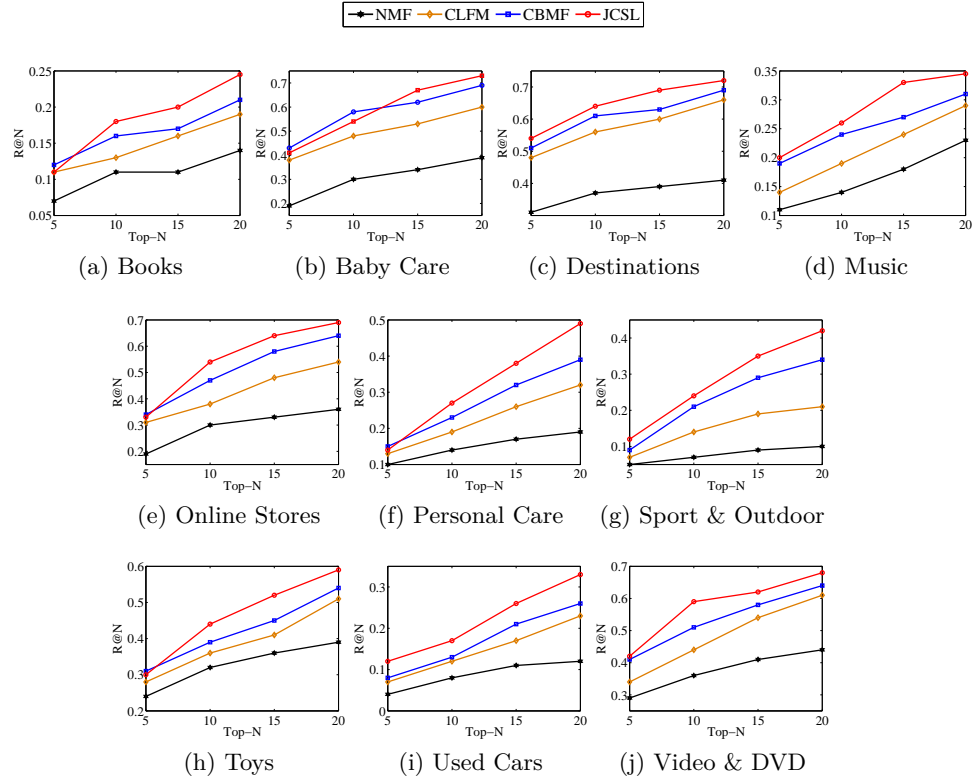 NMF CLFM CBMF JCSL
0.25 0.2 0.15 0.1 0.05
R@N
5 10 15 20
Top−N
(a) Books
0.7 0.6 0.5 0.4 0.3 0.2
R@N
5 10 15 20
Top−N
(b) Baby Care
0.7 0.6 0.5 0.4
R@N
5 10 15 20
Top−N
(c) Destinations
0.35 0.3 0.25 0.2 0.15 0.1
R@N
5 10 15 20
Top−N
(d) Music
0.7 0.6 0.5 0.4 0.3 0.2
R@N
5 10 15 20
Top−N
(e) Online Stores
0.5 0.4 0.3 0.2 0.1
R@N
5 10 15 20
Top−N
(f) Personal Care
0.4 0.3 0.2 0.1
R@N
5 10 15 20
Top−N
(g) Sport & Outdoor
0.6 0.5 0.4 0.3 0.2
R@N
5 10 15 20
Top−N
(h) Toys
0.3 0.2 0.1 0
R@N
5 10 15 20
Top−N
(i) Used Cars
0.7 0.6 0.5 0.4 0.3
R@N
5 10 15 20
Top−N
(j) Video & DVD